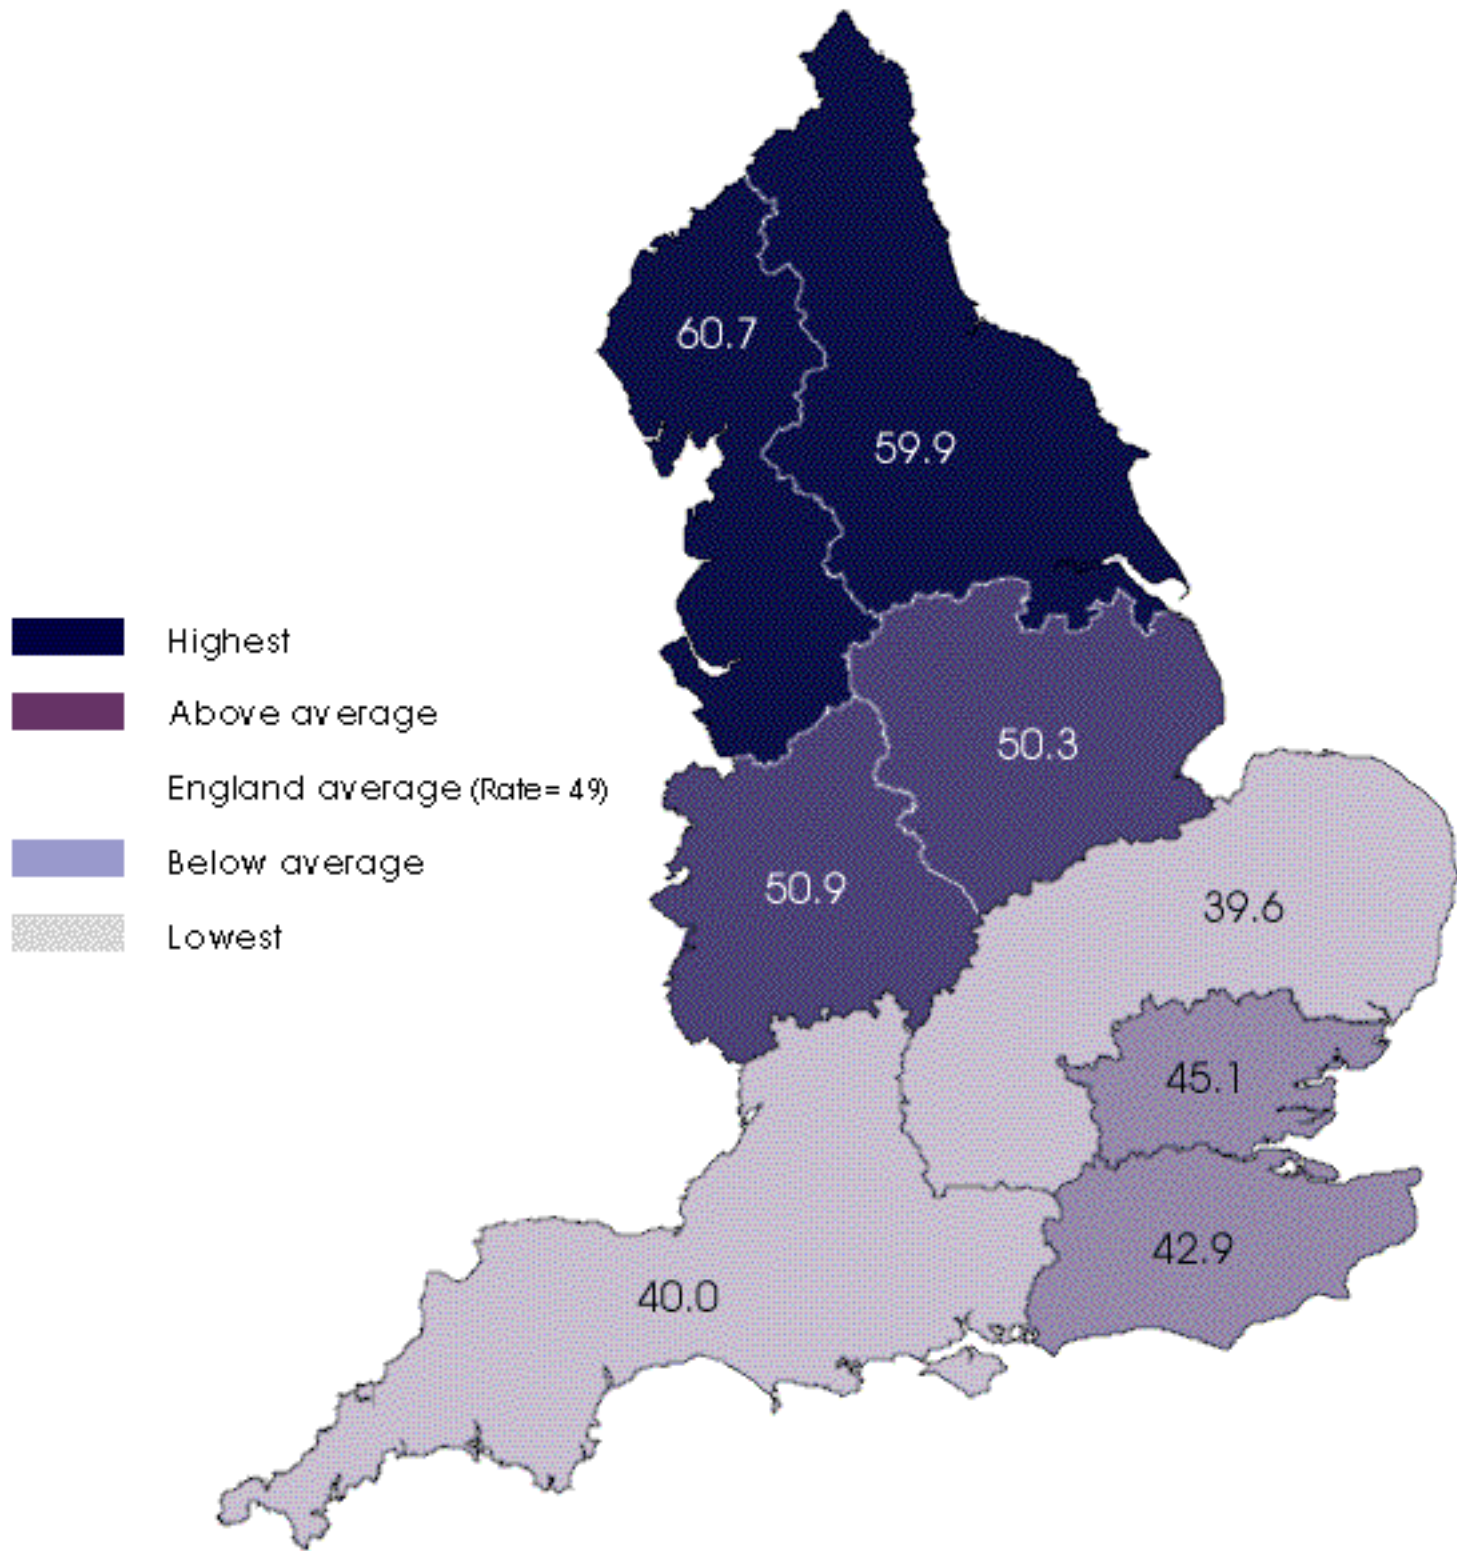 60.7
59.9
Highest
Above average
England average (Rate= 49)
Below average
Lowest
50.3
50.9
39.6
45.1
42.9
40.0